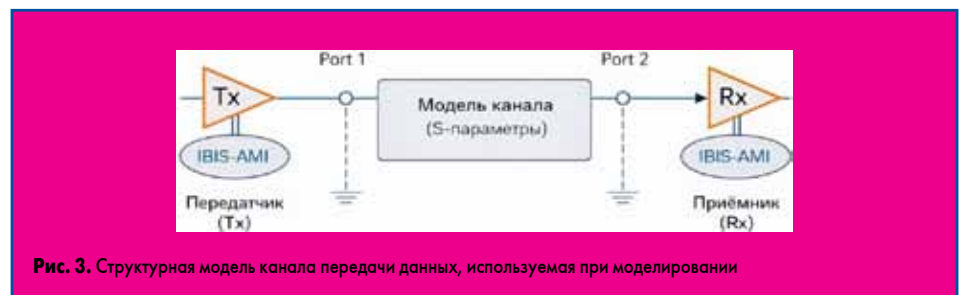 Port 1
Port 2
Tx
Модель канала
(S-параметры)
Rx
IBIS-AMI
IBIS-AMI
Передатчик
(Tx)
Приёмник
(Rx)
Рис. 3. Структурная модель канала передачи данных, используемая при моделировании